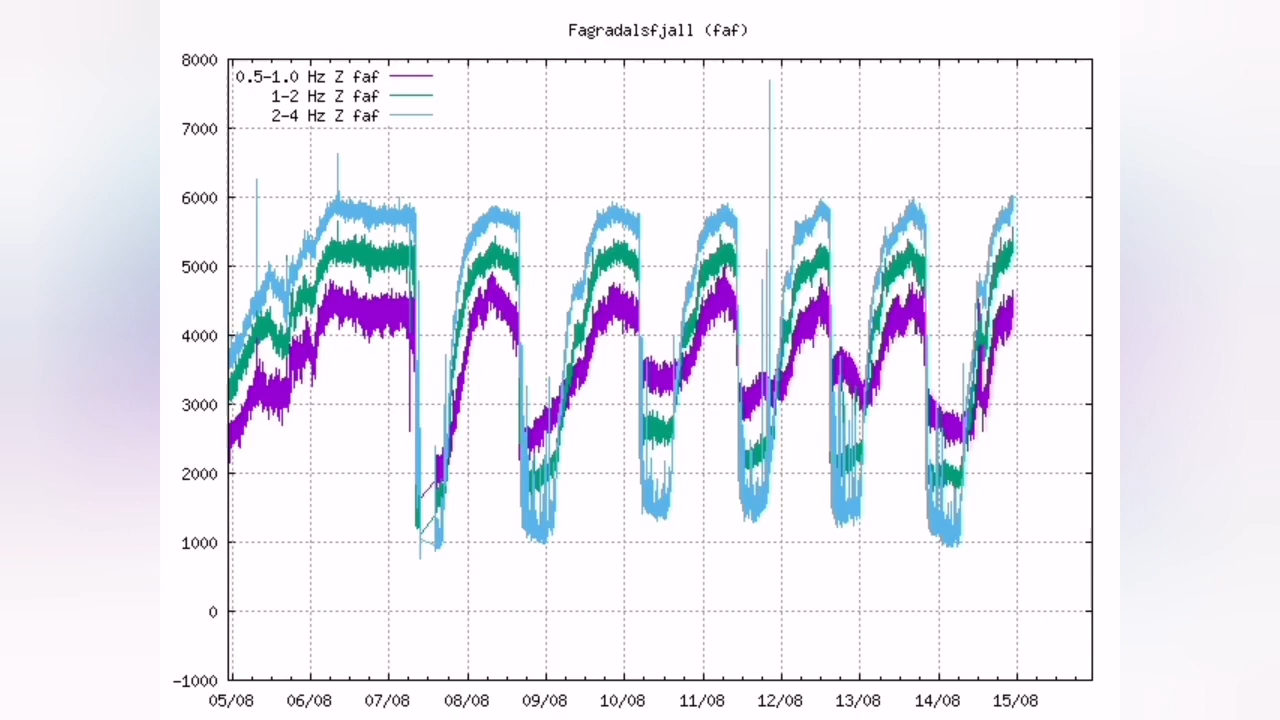 Fagradalsfjall (faf)
8000
0.5-1.0 Hz Z faf
1-2 Hz Z faf
2-4 Hz Z faf
7000
6000
5000
4000
3000
2000
1000
0
-1000
05/08 06/08 07/08 08/08 09/08 10/08 11/08 12/08 13/08 14/08 15/08